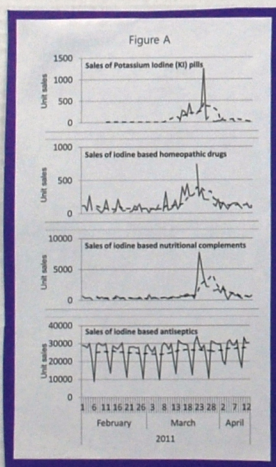 Figure A
Sales of Potassium Iodine (KI) pills
Unit sales
1500
1000
500
0
Sales of iodine based homeopathic drugs
Unit sales
1000
500
0
Sales of iodine based nutritional complements
Unit sales
10000
5000
0
Sales of iodine based antiseptics
Unit sales
40000
30000
20000
10000
0
1 6 11 16 21 26 3 8 13 18 23 28 2 7 12
February March April
2011